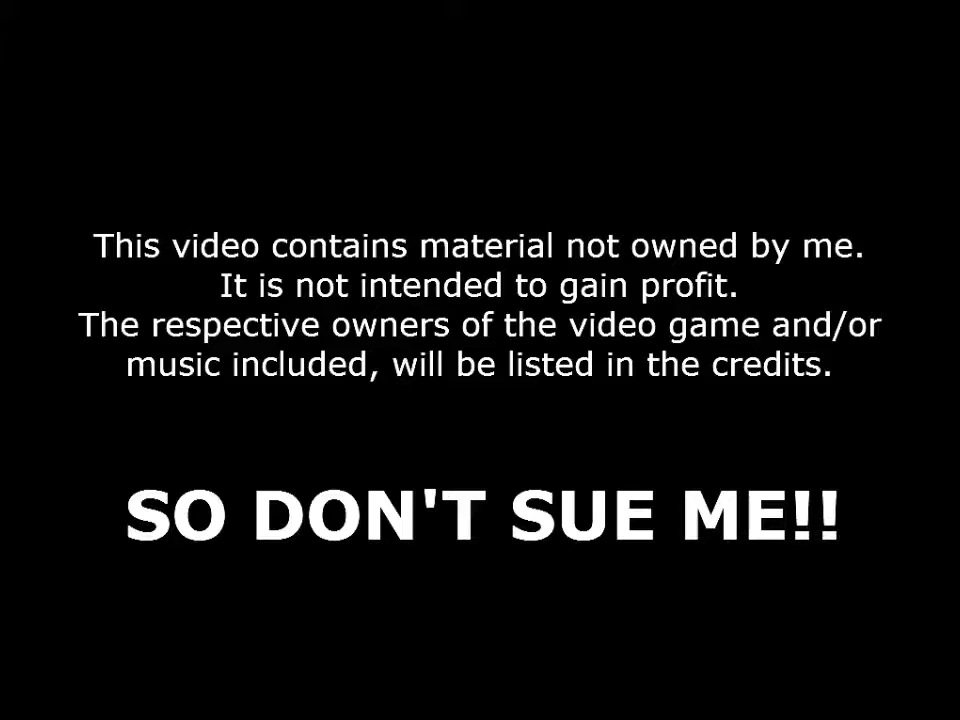 This video contains material not owned by me.
It is not intended to gain profit.
The respective owners of the video game and/or
music included, will be listed in the credits.
SO DON'T SUE ME!!